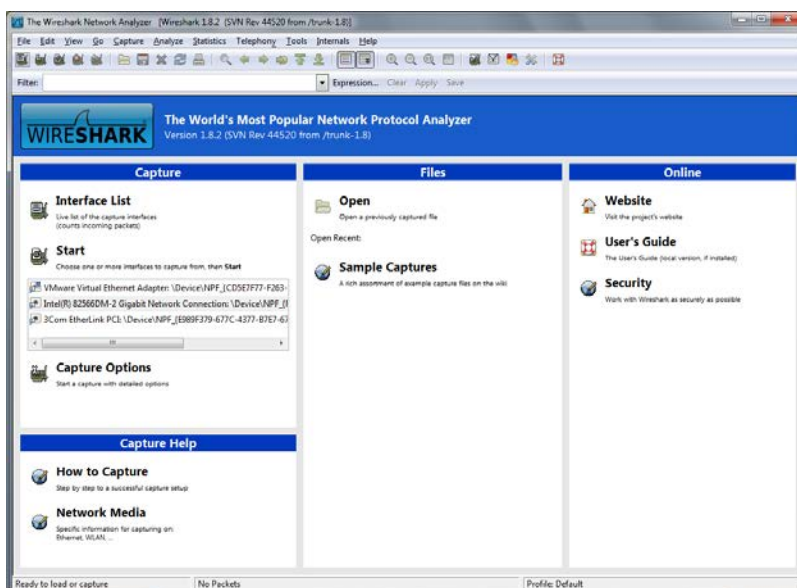 The Wireshark Network Analyzer [Wireshark 1.8.2 (SVN Rev 44520 from /trunk-1.8)]
File Edit View Go Capture Analyze Statistics Telephony Tools Internals Help
Filter: Expression... Clear Apply Save
WIRESHARK
The World's Most Popular Network Protocol Analyzer
Version 1.8.2 (SVN Rev 44520 from /trunk-1.8)
Capture
Interface List
Live list of the capture interfaces
(counts incoming packets)
Start
Choose one or more interfaces to capture from, then Start
VMware Virtual Ethernet Adapter: \Device\NPF_{CD5E7F77-F263-
Intel(R) 82566DM-2 Gigabit Network Connection: \Device\NPF_{
3Com EtherLink PCI: \Device\NPF_{E989F379-677C-4377-B7E7-67
Capture Options
Start a capture with detailed options
Capture Help
How to Capture
Step by step to a successful capture setup
Network Media
Specific information for capturing on:
Ethernet, WLAN, ...
Files
Open
Open a previously captured file
Open Recent:
Sample Captures
A rich assortment of example capture files on the wiki
Online
Website
Visit the project's website
User's Guide
The User's Guide (local version, if installed)
Security
Work with Wireshark as securely as possible
Ready to load or capture No Packets Profile: Default